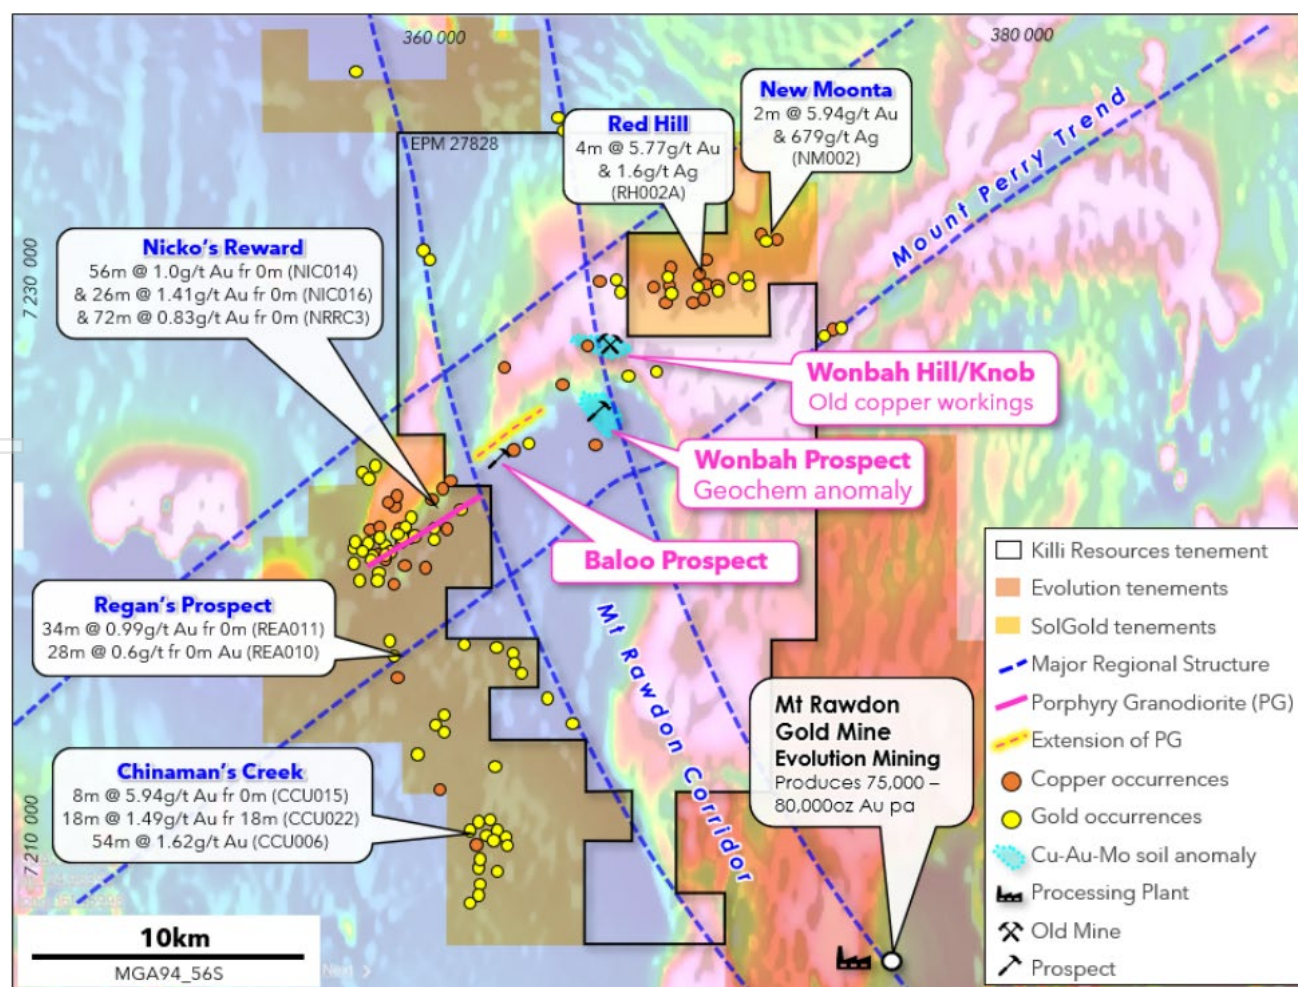 360 000
380 000
7 230 000
7 210 000
EPM 27828
New Moonta
2m @ 5.94g/t Au
& 679g/t Ag
(NM002)
Red Hill
4m @ 5.77g/t Au
& 1.6g/t Ag
(RH002A)
Mount Perry Trend
Nicko's Reward
56m @ 1.0g/t Au fr 0m (NIC014)
& 26m @ 1.41g/t Au fr 0m (NIC016)
& 72m @ 0.83g/t Au fr 0m (NRRC3)
Wonbah Hill/Knob
Old copper workings
Wonbah Prospect
Geochem anomaly
Baloo Prospect
Regan's Prospect
34m @ 0.99g/t Au fr 0m (REA011)
28m @ 0.6g/t fr 0m Au (REA010)
Mt Rawdon Corridor
Mt Rawdon
Gold Mine
Evolution Mining
Produces 75,000 –
80,000oz Au pa
Chinaman's Creek
8m @ 5.94g/t Au fr 0m (CCU015)
18m @ 1.49g/t Au fr 18m (CCU022)
54m @ 1.62g/t Au (CCU006)
Killi Resources tenement
Evolution tenements
SolGold tenements
Major Regional Structure
Porphyry Granodiorite (PG)
Extension of PG
Copper occurrences
Gold occurrences
Cu-Au-Mo soil anomaly
Processing Plant
Old Mine
Prospect
10km
MGA94_56S
Next